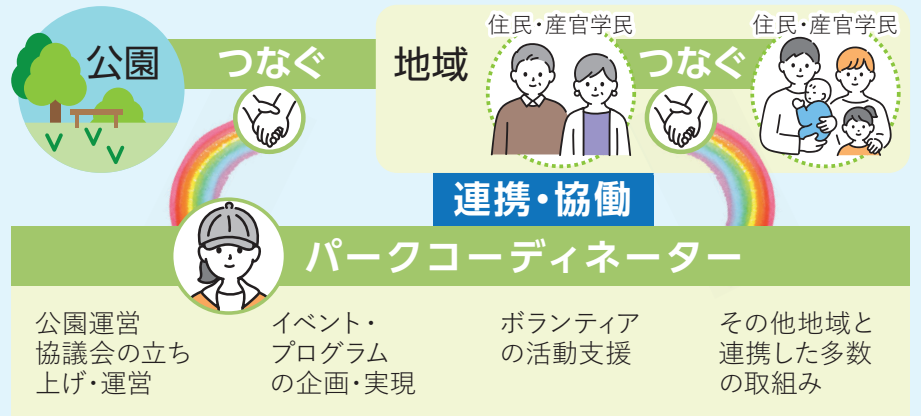 公園
つなぐ
地域
住民・産官学民
つなぐ
住民・産官学民
連携・協働
パークコーディネーター
公園運営
協議会の立ち
上げ・運営
イベント・
プログラム
の企画・実現
ボランティア
の活動支援
その他地域と
連携した多数
の取組み